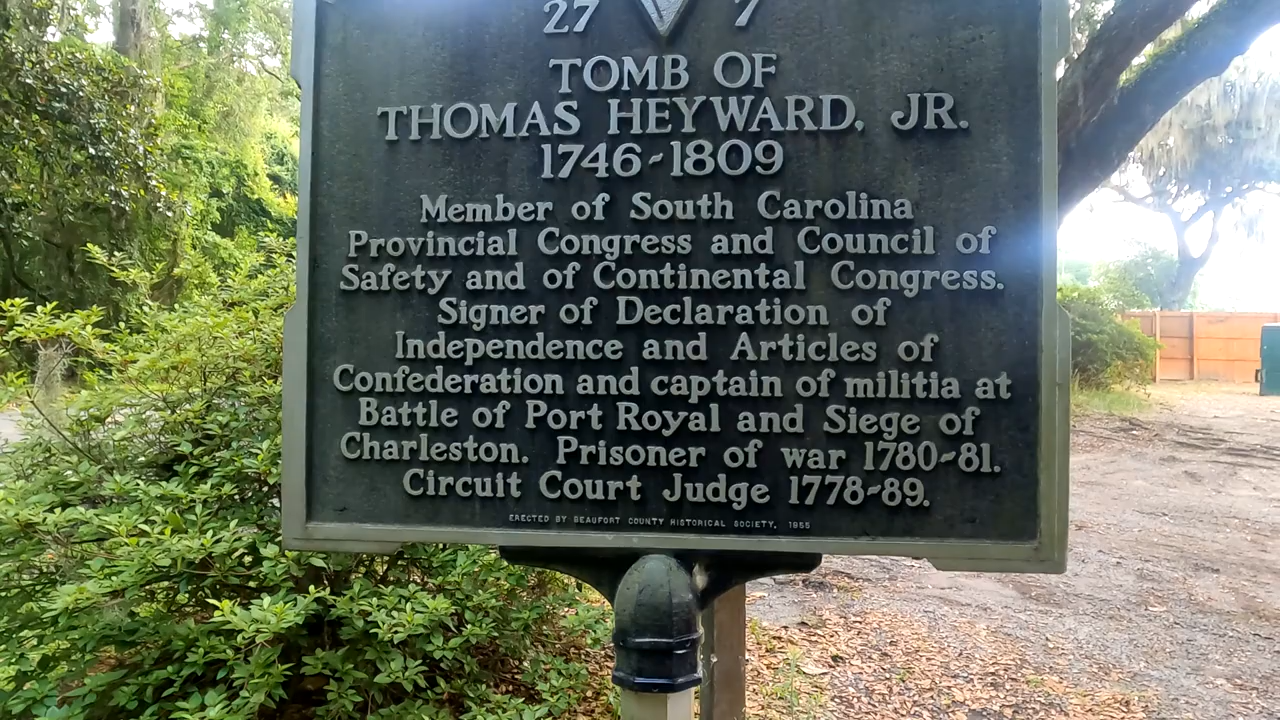 27 7
TOMB OF
THOMAS HEYWARD, JR.
1746-1809
Member of South Carolina
Provincial Congress and Council of
Safety and of Continental Congress.
Signer of Declaration of
Independence and Articles of
Confederation and captain of militia at
Battle of Port Royal and Siege of
Charleston. Prisoner of war 1780-81.
Circuit Court Judge 1778-89.
ERECTED BY BEAUFORT COUNTY HISTORICAL SOCIETY, 1955